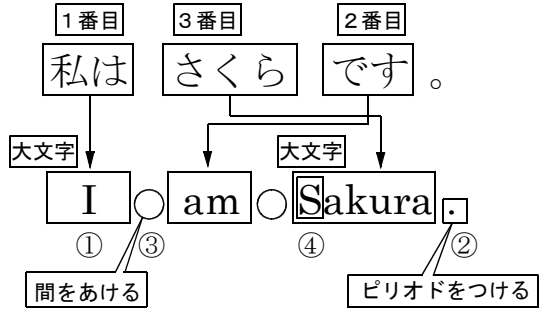 １番目 ３番目 ２番目
私は さくら です 。
大文字 大文字
I am Sakura .
① ③ ④ ②
間をあける ピリオドをつける